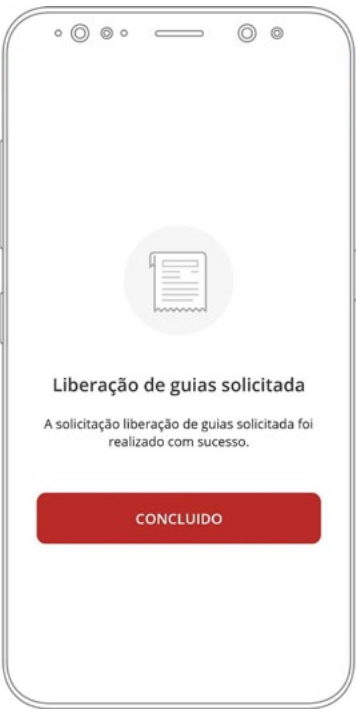 Liberação de guias solicitada
A solicitação liberação de guias solicitada foi
realizado com sucesso.
CONCLUIDO